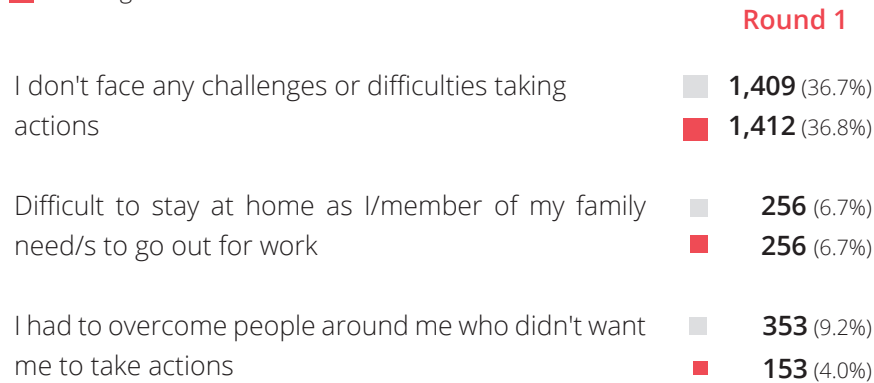 Round 1
I don't face any challenges or difficulties taking
actions
1,409 (36.7%)
1,412 (36.8%)
Difficult to stay at home as I/member of my family
need/s to go out for work
256 (6.7%)
256 (6.7%)
I had to overcome people around me who didn't want
me to take actions
353 (9.2%)
153 (4.0%)